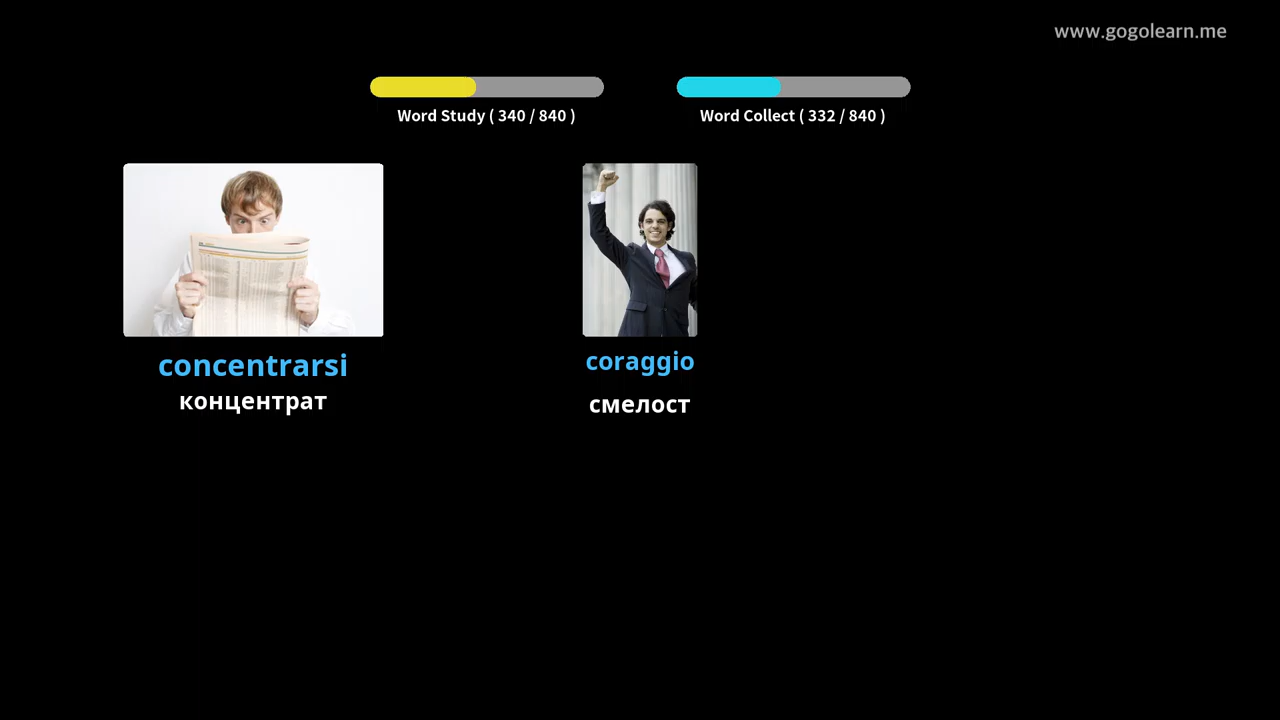 www.gogolearn.me
Word Study ( 340 / 840 )
Word Collect ( 332 / 840 )
concentrarsi
концентрат
coraggio
смелост